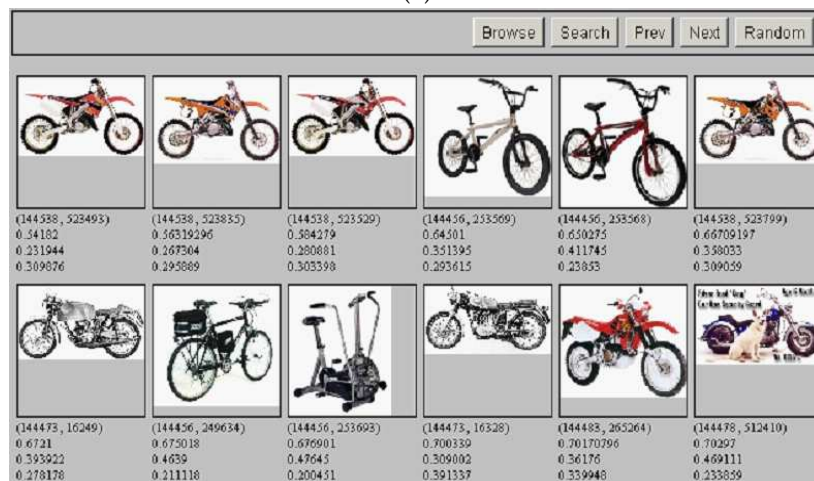 Browse Search Prev Next Random
(144538, 523493) (144538, 523835) (144538, 523529) (144456, 253569) (144456, 253568) (144538, 523799)
0.54182 0.56319296 0.584279 0.64501 0.650275 0.66709197
0.231944 0.267304 0.280881 0.351395 0.411745 0.358033
0.309876 0.295889 0.303398 0.293615 0.23853 0.309059
(144473, 16249) (144456, 249634) (144456, 253693) (144473, 16328) (144483, 265264) (144478, 512410)
0.6721 0.675018 0.676901 0.700339 0.70170796 0.70297
0.393922 0.4639 0.47645 0.309002 0.36176 0.469111
0.278178 0.211118 0.200451 0.391337 0.339948 0.233859